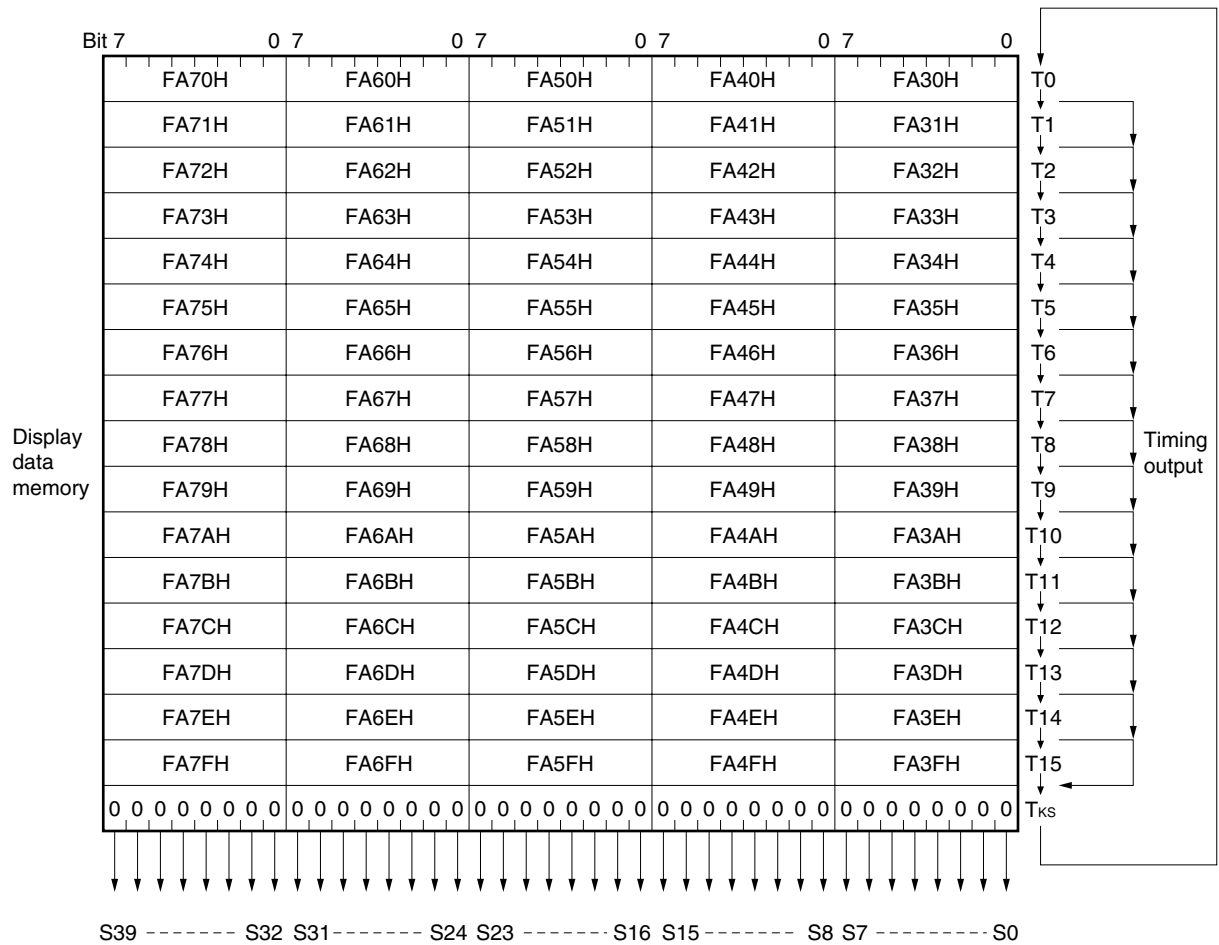 Bit 7 0 7 0 7 0 7 0 7 0
FA70H FA60H FA50H FA40H FA30H T0
FA71H FA61H FA51H FA41H FA31H T1
FA72H FA62H FA52H FA42H FA32H T2
FA73H FA63H FA53H FA43H FA33H T3
FA74H FA64H FA54H FA44H FA34H T4
FA75H FA65H FA55H FA45H FA35H T5
FA76H FA66H FA56H FA46H FA36H T6
FA77H FA67H FA57H FA47H FA37H T7
Display
data
memory
FA78H FA68H FA58H FA48H FA38H T8
Timing
output
FA79H FA69H FA59H FA49H FA39H T9
FA7AH FA6AH FA5AH FA4AH FA3AH T10
FA7BH FA6BH FA5BH FA4BH FA3BH T11
FA7CH FA6CH FA5CH FA4CH FA3CH T12
FA7DH FA6DH FA5DH FA4DH FA3DH T13
FA7EH FA6EH FA5EH FA4EH FA3EH T14
FA7FH FA6FH FA5FH FA4FH FA3FH T15
0 0 0 0 0 0 0 0 0 0 0 0 0 0 0 0 0 0 0 0 0 0 0 0 0 0 0 0 0 0 0 0 0 0 0 0 0 0 0 0 TKS
S39 ------- S32 S31 ------- S24 S23 ------- S16 S15 ------- S8 S7 ------- S0